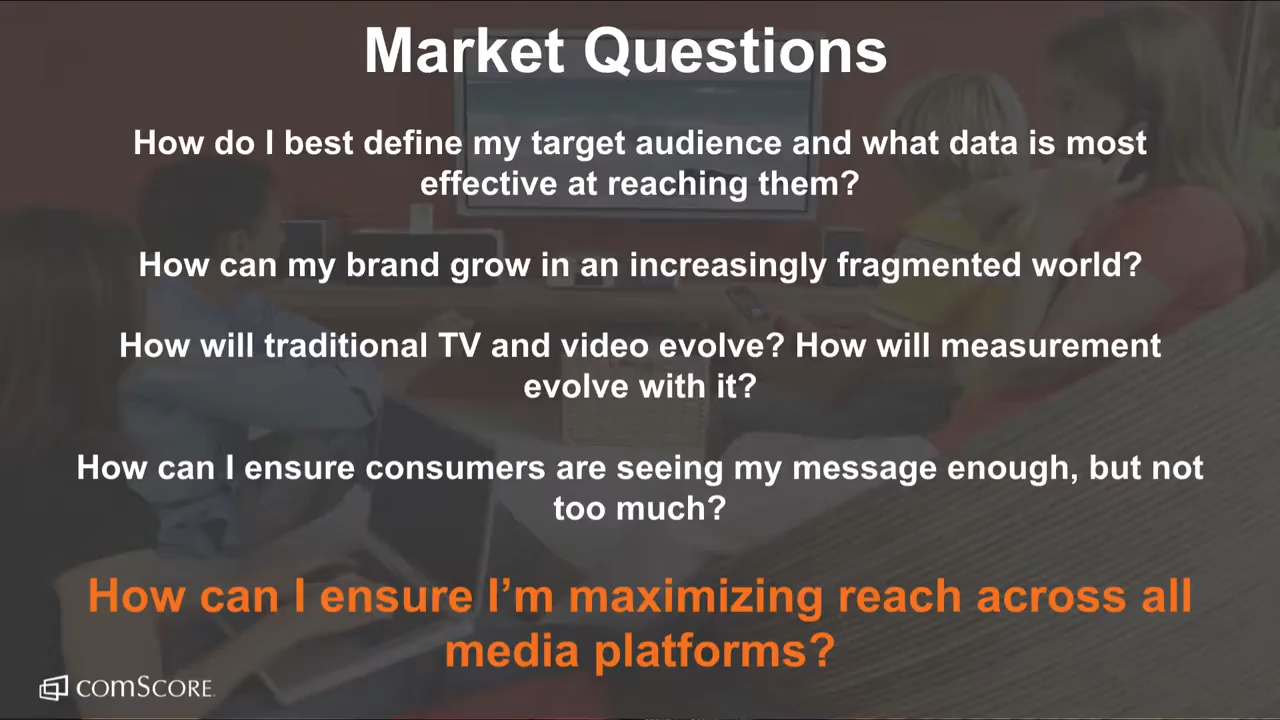 Market Questions
How do I best define my target audience and what data is most
effective at reaching them?
How can my brand grow in an increasingly fragmented world?
How will traditional TV and video evolve? How will measurement
evolve with it?
How can I ensure consumers are seeing my message enough, but not
too much?
How can I ensure I’m maximizing reach across all
media platforms?
comSCORE.